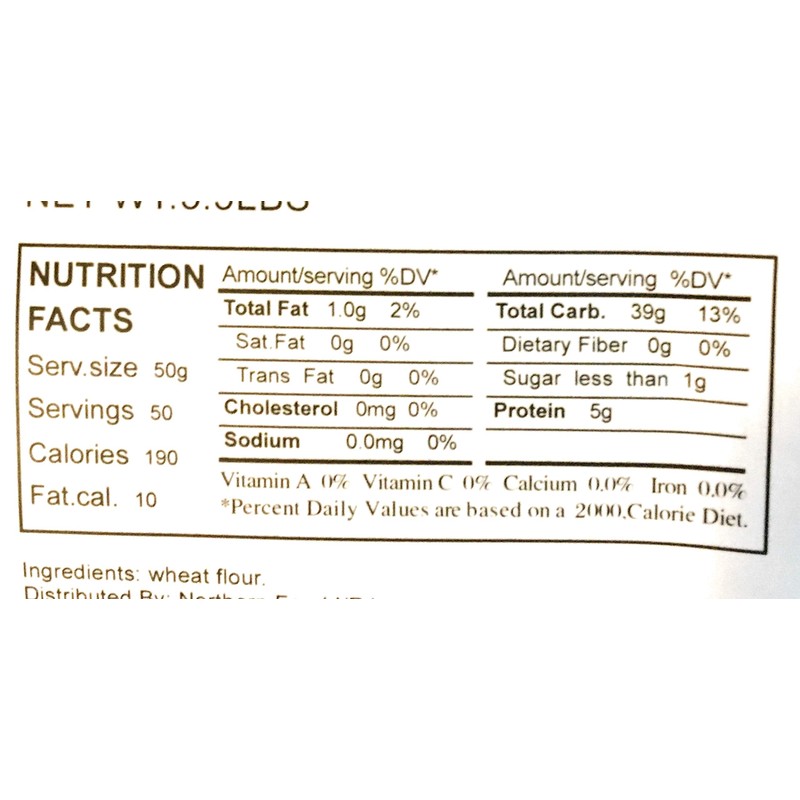 NUTRITION FACTS
Serv.size 50g
Servings 50
Calories 190
Fat.cal. 10
Amount/serving %DV*
Total Fat 1.0g 2%
Sat.Fat 0g 0%
Trans Fat 0g 0%
Cholesterol 0mg 0%
Sodium 0.0mg 0%
Amount/serving %DV*
Total Carb. 39g 13%
Dietary Fiber 0g 0%
Sugar less than 1g
Protein 5g
Vitamin A 0% Vitamin C 0% Calcium 0.0% Iron 0.0%
*Percent Daily Values are based on a 2000.Calorie Diet.
Ingredients: wheat flour.
Distributed By: